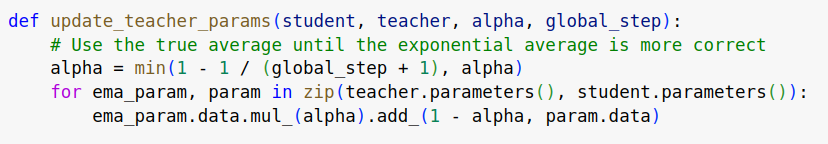 def update_teacher_params(student, teacher, alpha, global_step):
    # Use the true average until the exponential average is more correct
    alpha = min(1 - 1 / (global_step + 1), alpha)
    for ema_param, param in zip(teacher.parameters(), student.parameters()):
        ema_param.data.mul_(alpha).add_(1 - alpha, param.data)